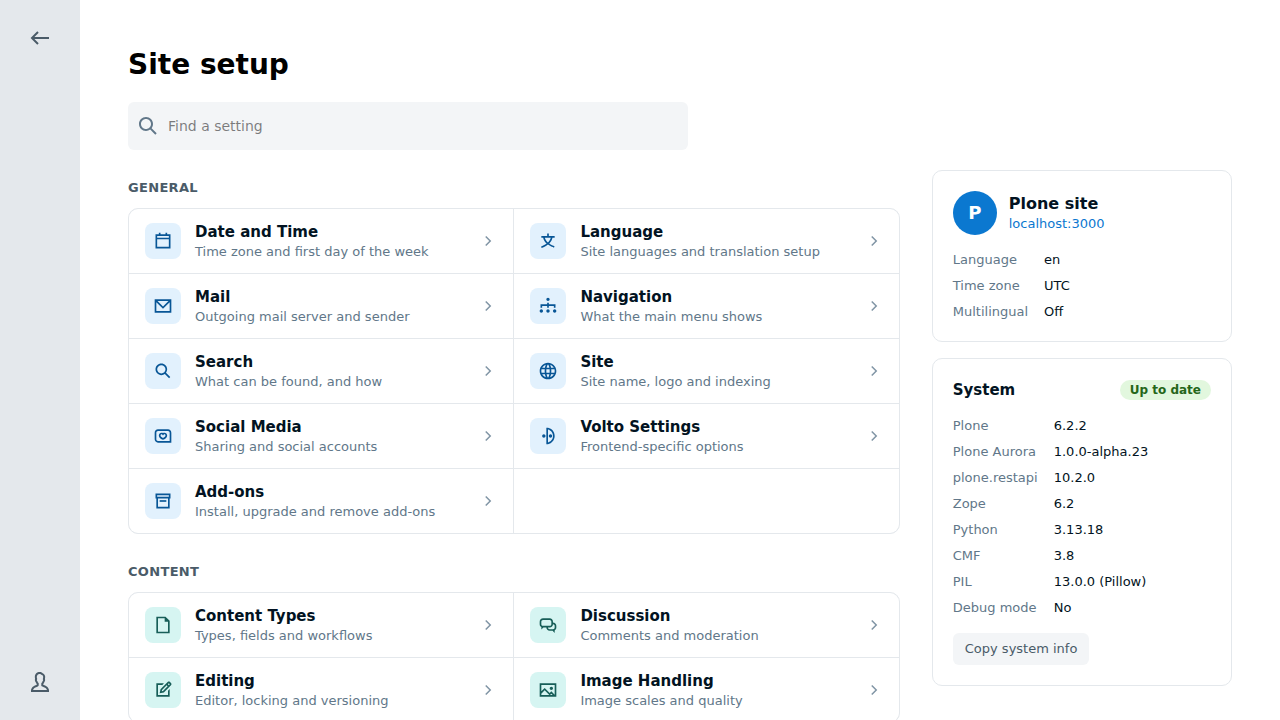 Site setup
Find a setting
GENERAL
Date and Time
Time zone and first day of the week
Language
Site languages and translation setup
Mail
Outgoing mail server and sender
Navigation
What the main menu shows
Search
What can be found, and how
Site
Site name, logo and indexing
Social Media
Sharing and social accounts
Volto Settings
Frontend-specific options
Add-ons
Install, upgrade and remove add-ons
CONTENT
Content Types
Types, fields and workflows
Discussion
Comments and moderation
Editing
Editor, locking and versioning
Image Handling
Image scales and quality
P
Plone site
localhost:3000
Language en
Time zone UTC
Multilingual Off
System Up to date
Plone 6.2.2
Plone Aurora 1.0.0-alpha.23
plone.restapi 10.2.0
Zope 6.2
Python 3.13.18
CMF 3.8
PIL 13.0.0 (Pillow)
Debug mode No
Copy system info